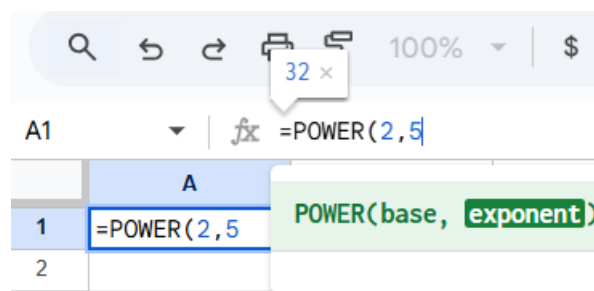 100% $
32 ×
A1 fx =POWER(2,5
A
POWER(base, exponent)
1 =POWER(2,5
2